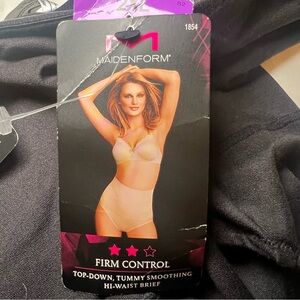 1854
MAIDENFORM®
FIRM CONTROL
TOP-DOWN, TUMMY SMOOTHING
HI-WAIST BRIEF